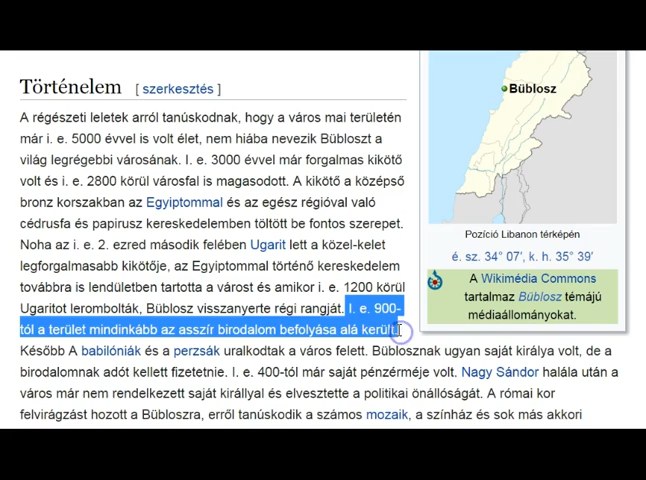 Történelem [ szerkesztés ]
A régészeti leletek arról tanúskodnak, hogy a város mai területén
már i. e. 5000 évvel is volt élet, nem hiába nevezik Bübloszt a
világ legrégebbi városának. I. e. 3000 évvel már forgalmas kikötő
volt és i. e. 2800 körül városfal is magasodott. A kikötő a középső
bronz korszakban az Egyiptommal és az egész régióval való
cédrusfa és papirusz kereskedelemben töltött be fontos szerepet.
Noha az i. e. 2. ezred második felében Ugarit lett a közel-kelet
legforgalmasabb kikötője, az Egyiptommal történő kereskedelem
továbbra is lendületben tartotta a várost és amikor i. e. 1200 körül
Ugaritot lerombolták, Büblosz visszanyerte régi rangját. I. e. 900-
tól a terület mindinkább az asszír birodalom befolyása alá került.
Később A babilóniák és a perzsák uralkodtak a város felett. Büblosznak ugyan saját királya volt, de a
birodalomnak adót kellett fizetetnie. I. e. 400-tól már saját pénzérméje volt. Nagy Sándor halála után a
város már nem rendelkezett saját királlyal és elvesztette a politikai önállóságát. A római kor
felvirágzást hozott a Bübloszra, erről tanúskodik a számos mozaik, a színház és sok más akkori
Büblosz
Pozíció Libanon térképén
é. sz. 34° 07′, k. h. 35° 39′
A Wikimédia Commons
tartalmaz Büblosz témájú
médiaállományokat.